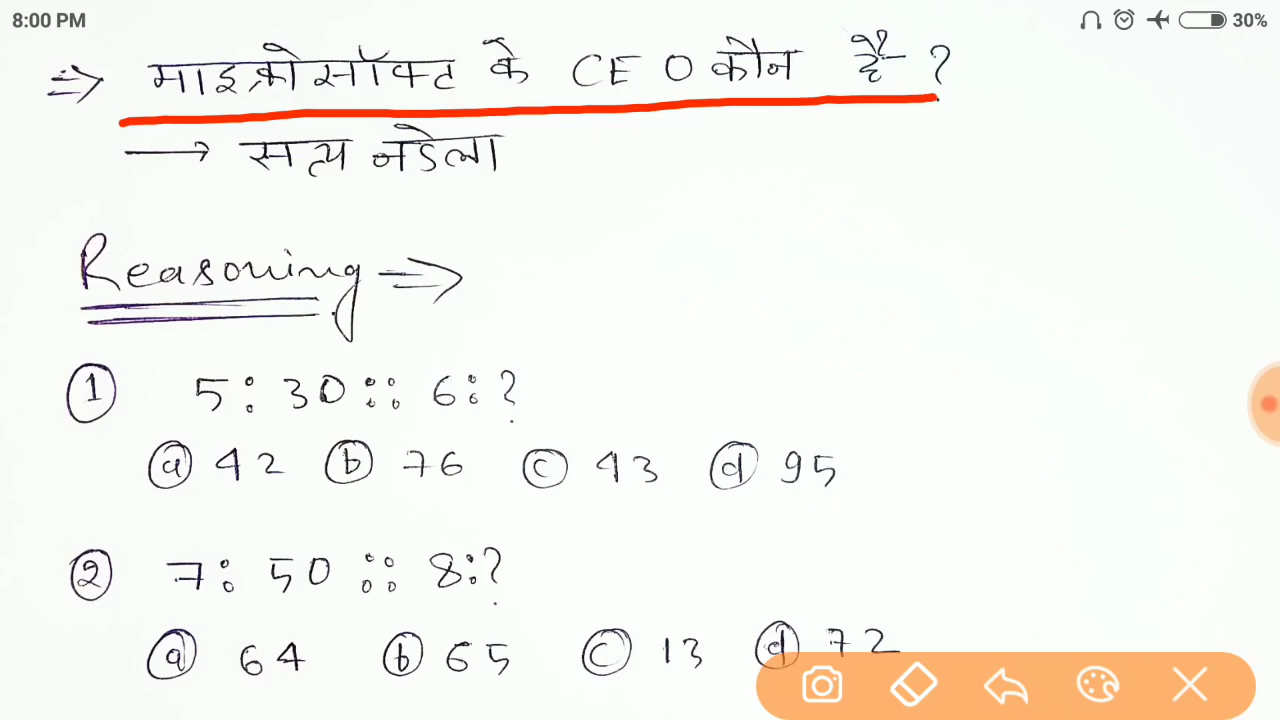 8:00 PM 30%
⇒ माइक्रोसॉफ्ट के CEO कौन हैं ?
→ सत्य नडेला
Reasoning ⇒
① 5 : 30 :: 6 : ?
ⓐ 42 ⓑ 76 ⓒ 43 ⓓ 95
② 7 : 50 :: 8 : ?
ⓐ 64 ⓑ 65 ⓒ 13 ⓓ 72